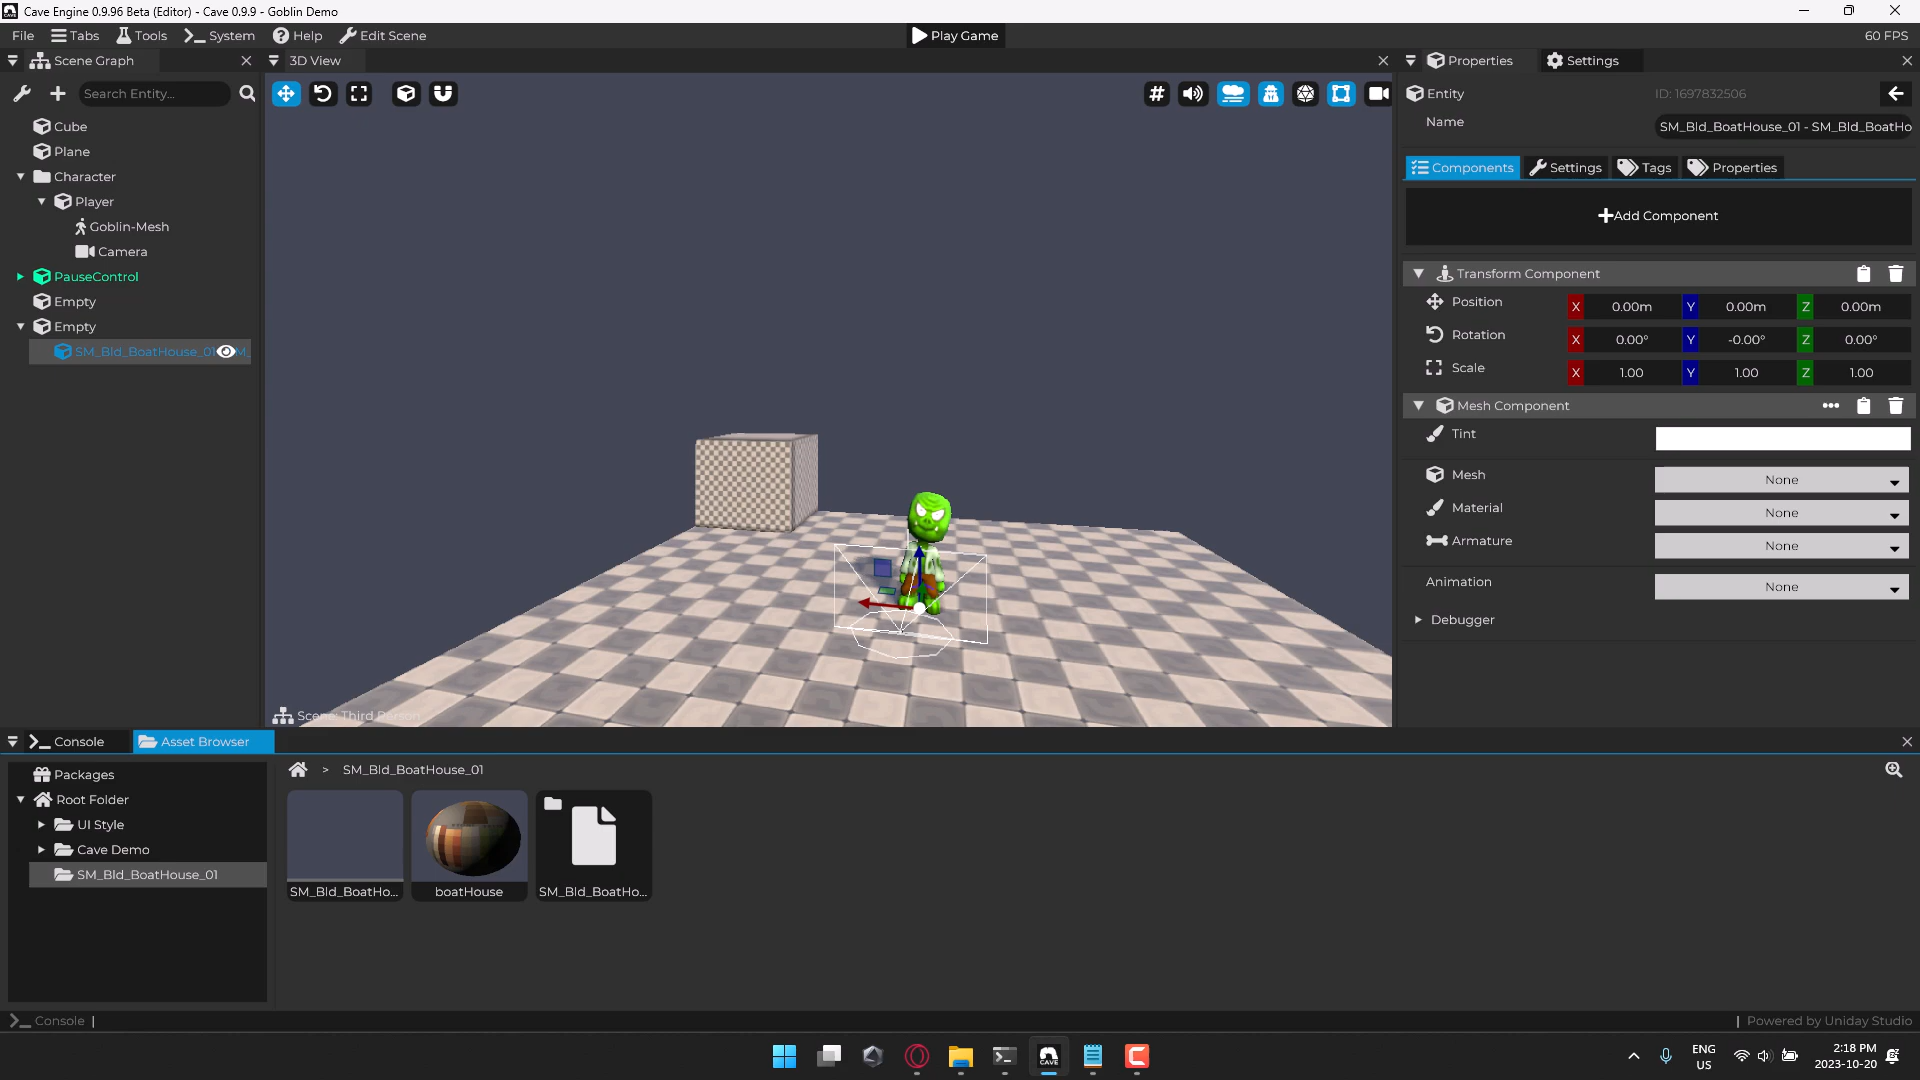 Cave Engine 0.9.96 Beta (Editor) - Cave 0.9.9 - Goblin Demo
File Tabs Tools System Help Edit Scene Play Game 60 FPS
Scene Graph
3D View
Properties Settings
Search Entity...
Entity ID: 1697832506
Name SM_Bld_BoatHouse_01 - SM_Bld_BoatHo
Cube
Plane
Character
Player
Goblin-Mesh
Camera
PauseControl
Empty
Empty
SM_Bld_BoatHouse_01
Components Settings Tags Properties
Add Component
Transform Component
Position X 0.00m Y 0.00m Z 0.00m
Rotation X 0.00° Y -0.00° Z 0.00°
Scale X 1.00 Y 1.00 Z 1.00
Mesh Component
Tint
Mesh None
Material None
Armature None
Animation None
Debugger
Scene: Third Person
Console Asset Browser
Packages
Root Folder
UI Style
Cave Demo
SM_Bld_BoatHouse_01
> SM_Bld_BoatHouse_01
SM_Bld_BoatHo...
boatHouse
SM_Bld_BoatHo...
Console
| Powered by Uniday Studio
ENG
US
2:18 PM
2023-10-20